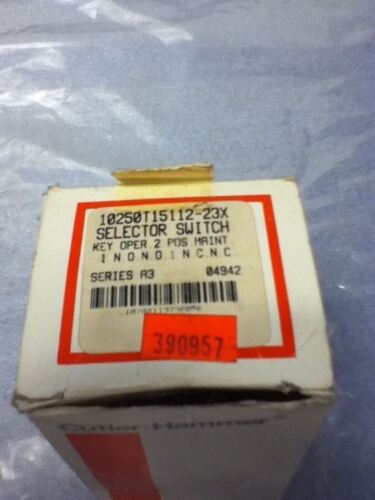 10250T15112-23X
SELECTOR SWITCH
KEY OPER 2 POS MAINT.
1 N.O.N.O. 1 N.C.N.C.
SERIES A3 04942
390957
Cutler-Hammer